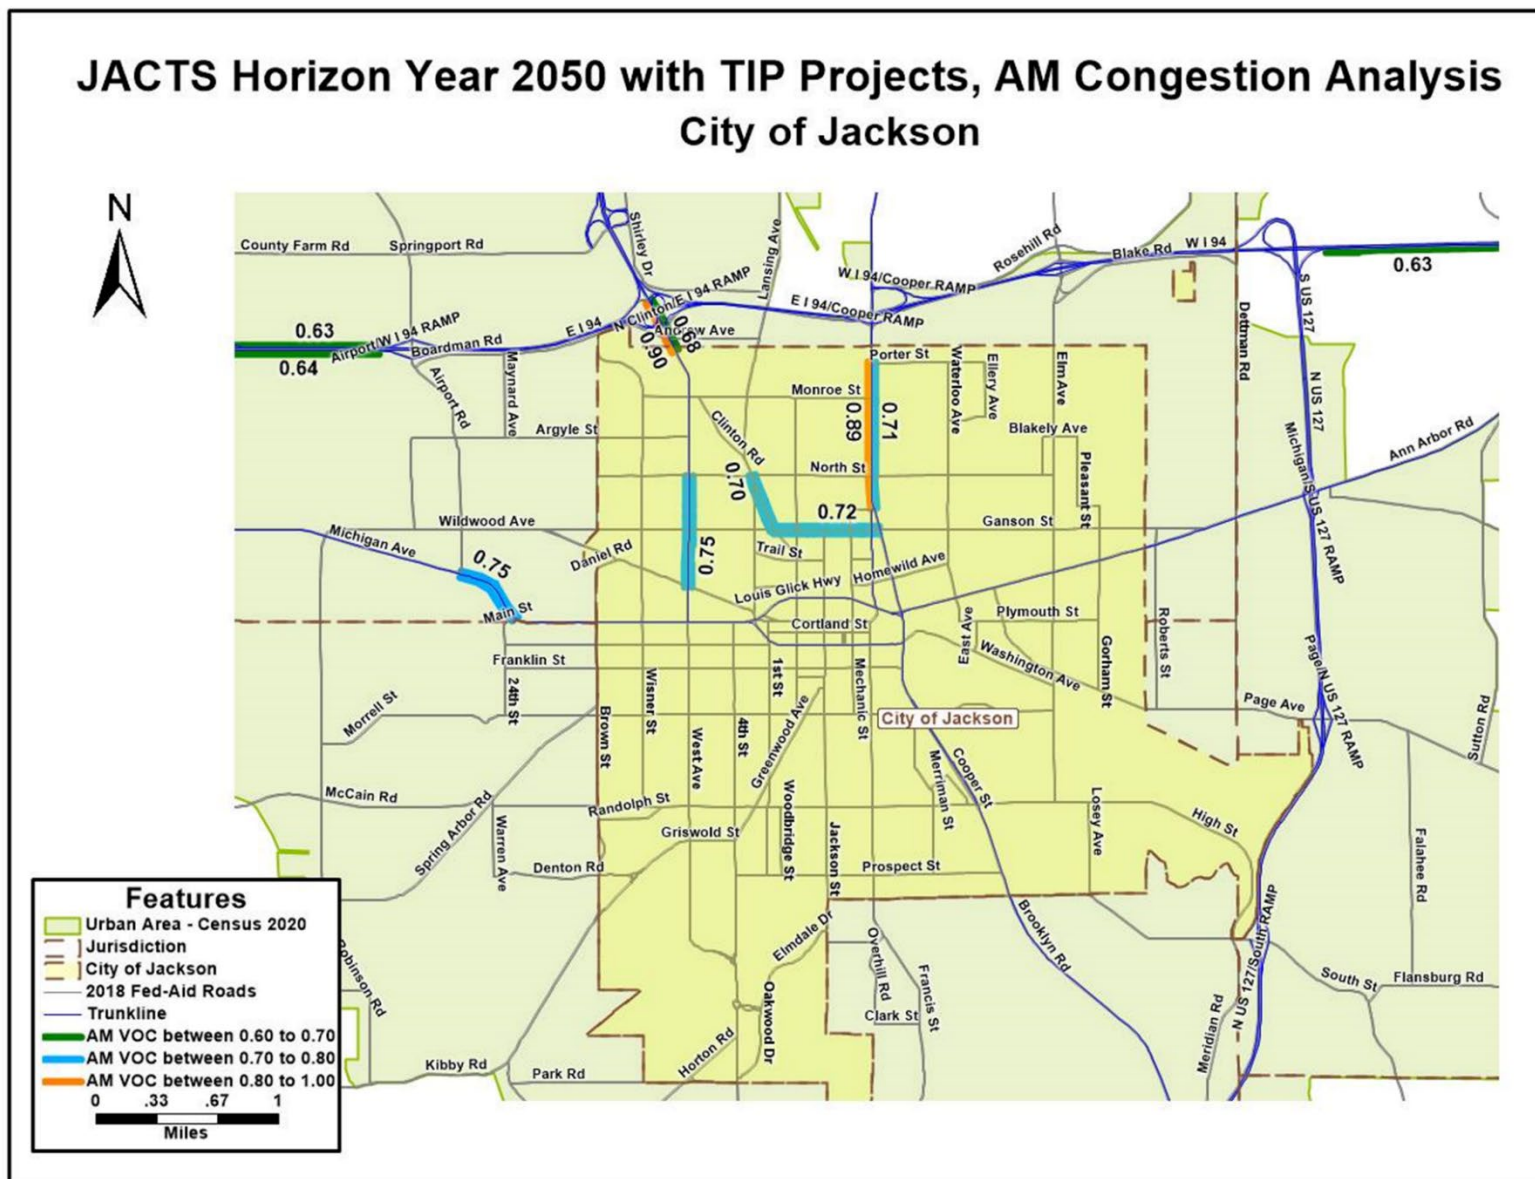 JACTS Horizon Year 2050 with TIP Projects, AM Congestion Analysis
City of Jackson
N
County Farm Rd
Springport Rd
Shirley Dr
Lansing Ave
Rosehill Rd
Blake Rd
W I 94
0.63
W I 94/Cooper RAMP
E I 94/Cooper RAMP
N Clinton/E I 94 RAMP
E I 94
S US 127
Dettman Rd
0.63
0.64
Airport/W I 94 RAMP
Boardman Rd
Maynard Ave
Airport Rd
Andrew Ave
0.68
0.90
Porter St
Monroe St
0.89
0.71
Waterloo Ave
Ellery Ave
Elm Ave
N US 127
Argyle St
Clinton Rd
Blakely Ave
Pleasant St
Michigan/S US 127 RAMP
Ann Arbor Rd
North St
0.70
0.72
Wildwood Ave
Ganson St
Michigan Ave
0.75
Daniel Rd
0.75
Trail St
Louis Glick Hwy
Homewild Ave
Main St
Cortland St
East Ave
Plymouth St
Roberts St
Franklin St
24th St
Wisner St
1st St
Mechanic St
Washington Ave
Gorham St
Page Ave
Page/N US 127 RAMP
Sutton Rd
Morrell St
Brown St
West Ave
4th St
Greenwood Ave
City of Jackson
Cooper St
Merriman St
McCain Rd
Spring Arbor Rd
Warren Ave
Randolph St
Griswold St
Woodbridge St
Jackson St
Losey Ave
High St
Falahee Rd
Denton Rd
Prospect St
Brooklyn Rd
Elmdale Dr
Overhill Rd
Francis St
N US 127/South RAMP
South St
Flansburg Rd
Robinson Rd
Oakwood Dr
Clark St
Meridian Rd
Horton Rd
Kibby Rd
Park Rd
Features
Urban Area - Census 2020
Jurisdiction
City of Jackson
2018 Fed-Aid Roads
Trunkline
AM VOC between 0.60 to 0.70
AM VOC between 0.70 to 0.80
AM VOC between 0.80 to 1.00
0 .33 .67 1
Miles